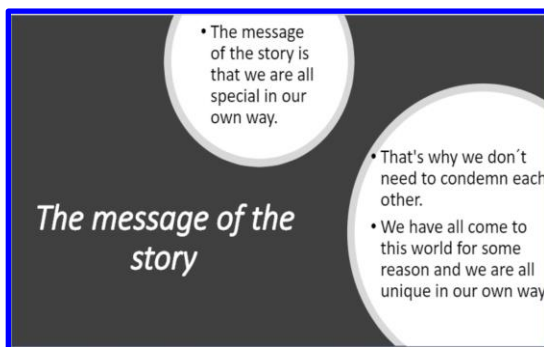 • The message
of the story is
that we are all
special in our
own way.
The message of the
story
• That's why we don´t
need to condemn each
other.
• We have all come to
this world for some
reason and we are all
unique in our own way